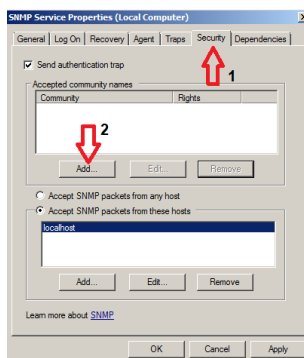 SNMP Service Properties (Local Computer)
General Log On Recovery Agent Traps Security Dependencies
Send authentication trap
1
Accepted community names
Community Rights
2
Add... Edit... Remove
Accept SNMP packets from any host
Accept SNMP packets from these hosts
localhost
Add... Edit... Remove
Learn more about SNMP
OK Cancel Apply